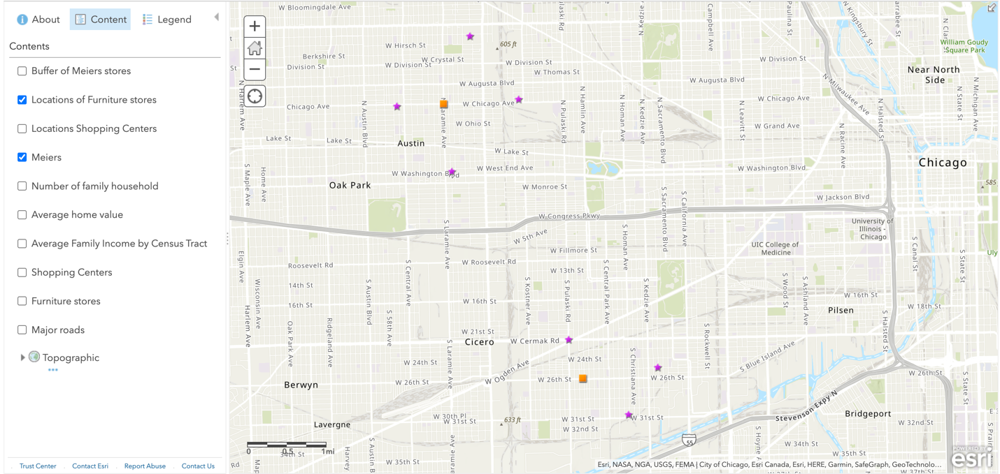 About
Content
Legend
Contents
Buffer of Meiers stores
Locations of Furniture stores
Locations Shopping Centers
Meiers
Number of family household
Average home value
Average Family Income by Census Tract
Shopping Centers
Furniture stores
Major roads
Topographic
Trust Center
Contact Esri
Report Abuse
Contact Us
W Bloomingdale Ave
W Hirsch St
605 ft
Berkshire St
W Crystal St
Division St
W Division St
W Division St
W Division St
W Thomas St
W Augusta Blvd
W Augusta Blvd
Chicago Ave
W Chicago Ave
W Ohio St
W Grand Ave
Lake St
Lake St
Austin
W Lake St
W Washington Blvd
W West End Ave
W Washington Blvd
Oak Park
W Monroe St
W Jackson Blvd
W Congress Pkwy
W 5th Ave
W Fillmore St
Roosevelt Rd
W Roosevelt Rd
W 13th St
14th St
16th St
W 16th St
W 16th St
W 18th St
Pilsen
W 21st St
Cicero
W Cermak Rd
W 24th St
W 24th St
W Ogden Ave
S Blue Island Ave
W 26th St
W 26th St
W 26th St
W 26th St
Berwyn
W 30th Pl
W 31st St
633 ft
W 31st St
W 31st St
W 32nd St
W 32nd St
Lavergne
Stevenson Expy N
Bridgeport
55
W 34th St
34th St
W 35th St
W 35th St
W 37th St
N Harlem Ave
N Austin Blvd
N Laramie Ave
N Pulaski Rd
N Hamlin Ave
N Homan Ave
N Kedzie Ave
N Sacramento Blvd
N Leavitt St
N Racine Ave
N Halsted St
N State St
N Michigan Ave
N Milwaukee Ave
N Kingsbury St
Campbell Ave
Paulina St
William Goudy
Square Park
Near North
Side
Chicago
585
University of
Illinois -
Chicago
UIC College of
Medicine
S Maple Ave
Home Ave
S Laramie Ave
S Sacramento Blvd
S California Ave
S Homan Ave
Elgin Ave
Wisconsin Ave
Harlem Ave
Oak Park Ave
Ridgeland Ave
S Austin Blvd
S Central Ave
S 58th Ave
S Laramie Ave
S Kostner Ave
S Pulaski Rd
S Central Park Ave
S Kedzie Ave
S Christiana Ave
S Rockwell St
S Wood St
S Ashland Ave
S Halsted St
S Canal St
S State St
S State St
0
0.5
1mi
Esri, NASA, NGA, USGS, FEMA | City of Chicago, Esri Canada, Esri, HERE, Garmin, SafeGraph, GeoTechnolo...
POWERED BY
esri